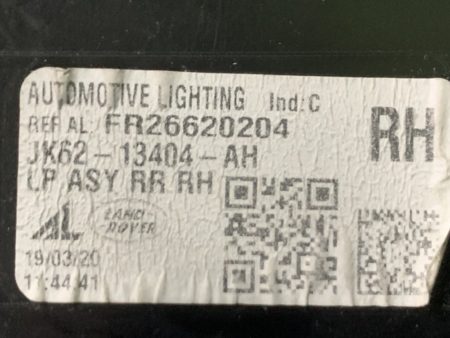 AUTOMOTIVE LIGHTING Ind:C
REF AL: FR26620204
RH
JK62-13404-AH
LP ASY RR RH
AL LAND ROVER
19/03/20
11:44:41